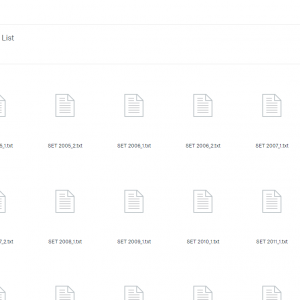 List
5_1.txt
SET 2005_2.txt
SET 2006_1.txt
SET 2006_2.txt
SET 2007_1.txt
7_2.txt
SET 2008_1.txt
SET 2009_1.txt
SET 2010_1.txt
SET 2011_1.txt